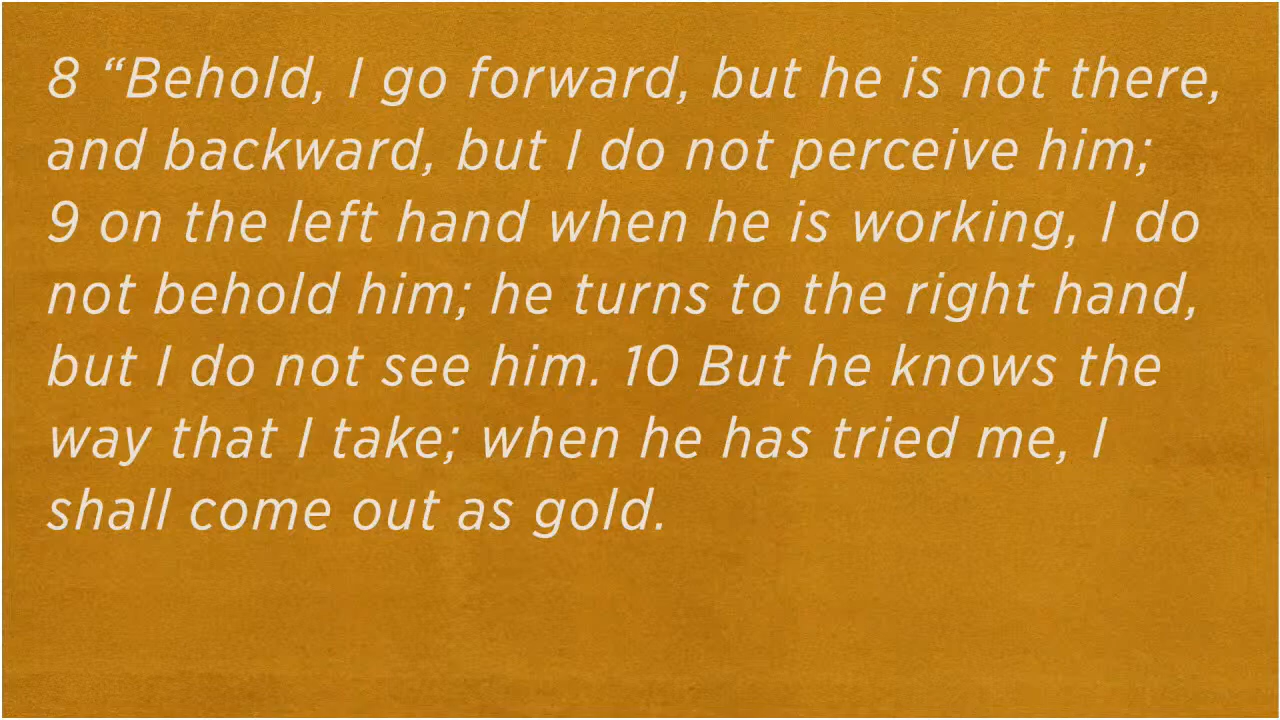 8 “Behold, I go forward, but he is not there,
and backward, but I do not perceive him;
9 on the left hand when he is working, I do
not behold him; he turns to the right hand,
but I do not see him. 10 But he knows the
way that I take; when he has tried me, I
shall come out as gold.